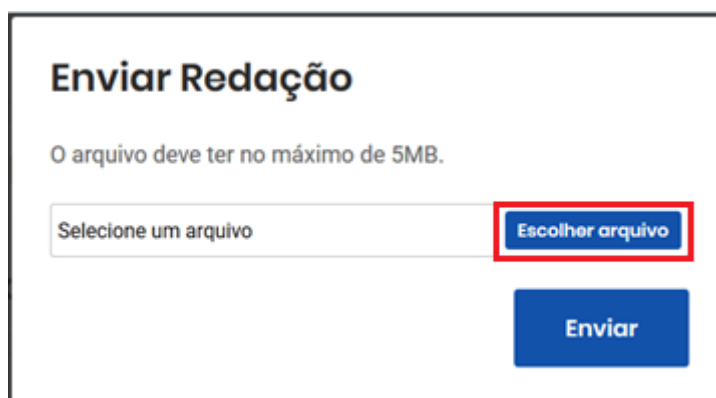 Enviar Redação
O arquivo deve ter no máximo de 5MB.
Selecione um arquivo Escolher arquivo
Enviar